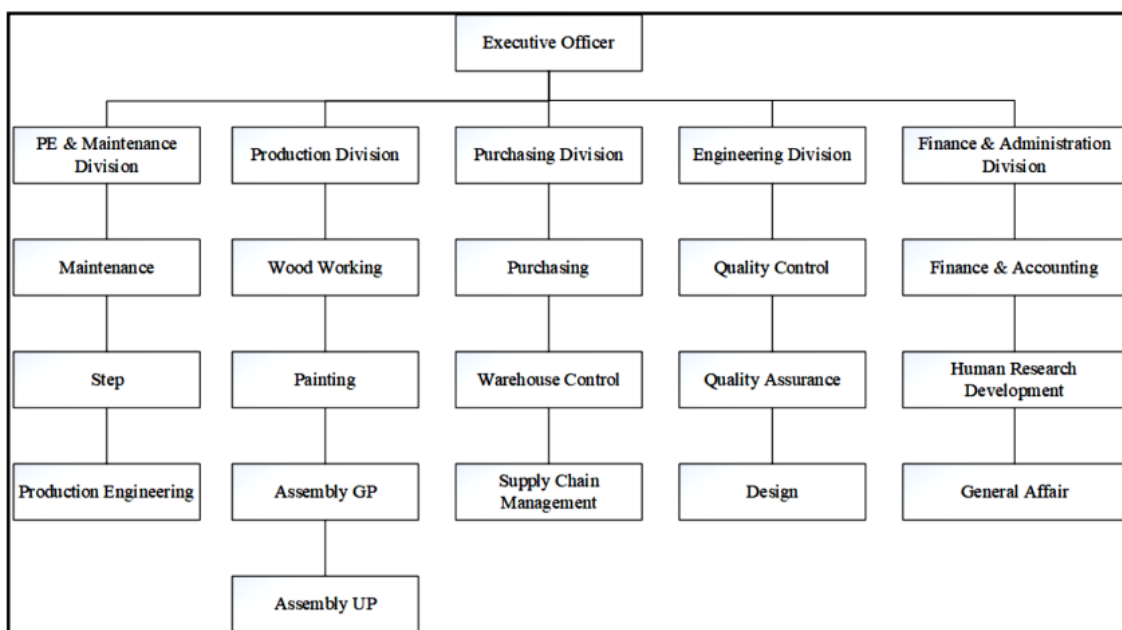 Executive Officer
PE & Maintenance
Division
Production Division
Purchasing Division
Engineering Division
Finance & Administration
Division
Maintenance
Wood Working
Purchasing
Quality Control
Finance & Accounting
Step
Painting
Warehouse Control
Quality Assurance
Human Research
Development
Production Engineering
Assembly GP
Supply Chain
Management
Design
General Affair
Assembly UP